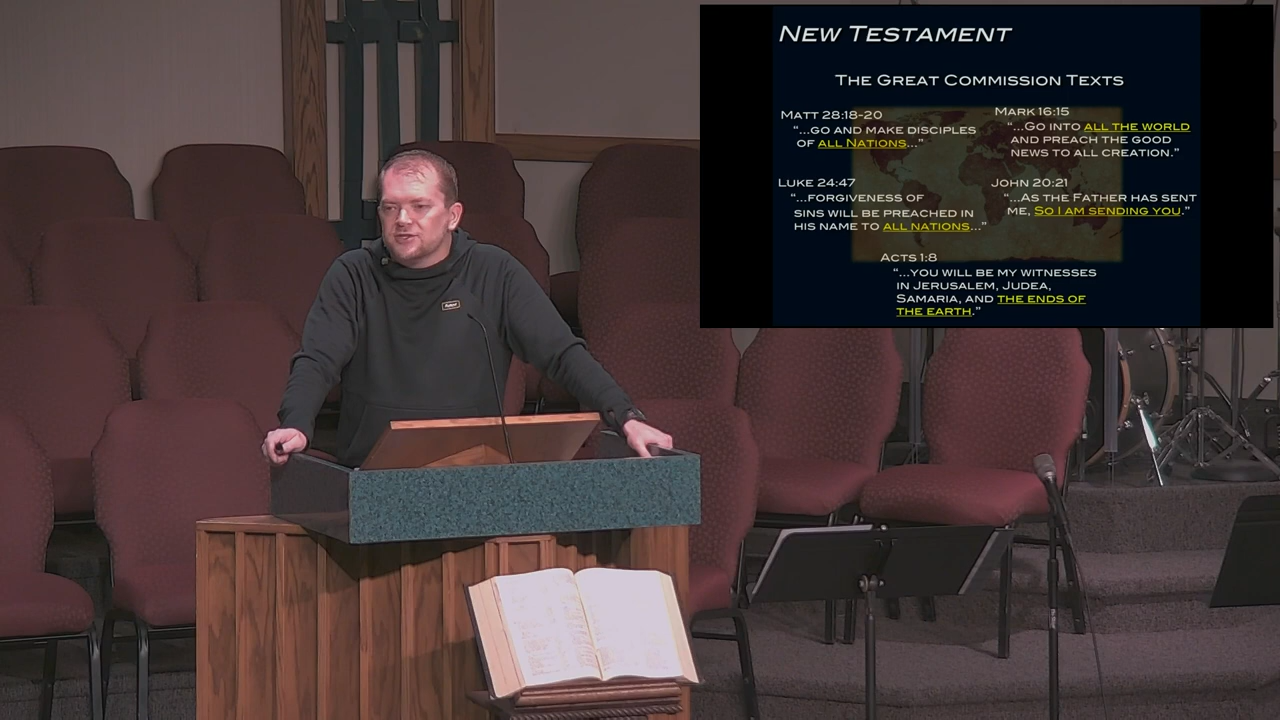 New Testament
The Great Commission Texts
Matt 28:18-20
“...go and make disciples
of all Nations...”
Mark 16:15
“...Go into all the world
and preach the good
news to all creation.”
Luke 24:47
“...forgiveness of
sins will be preached in
his name to all nations...”
John 20:21
“...As the Father has sent
me, So I am sending you.”
Acts 1:8
“...you will be my witnesses
in Jerusalem, Judea,
Samaria, and the ends of
the earth.”